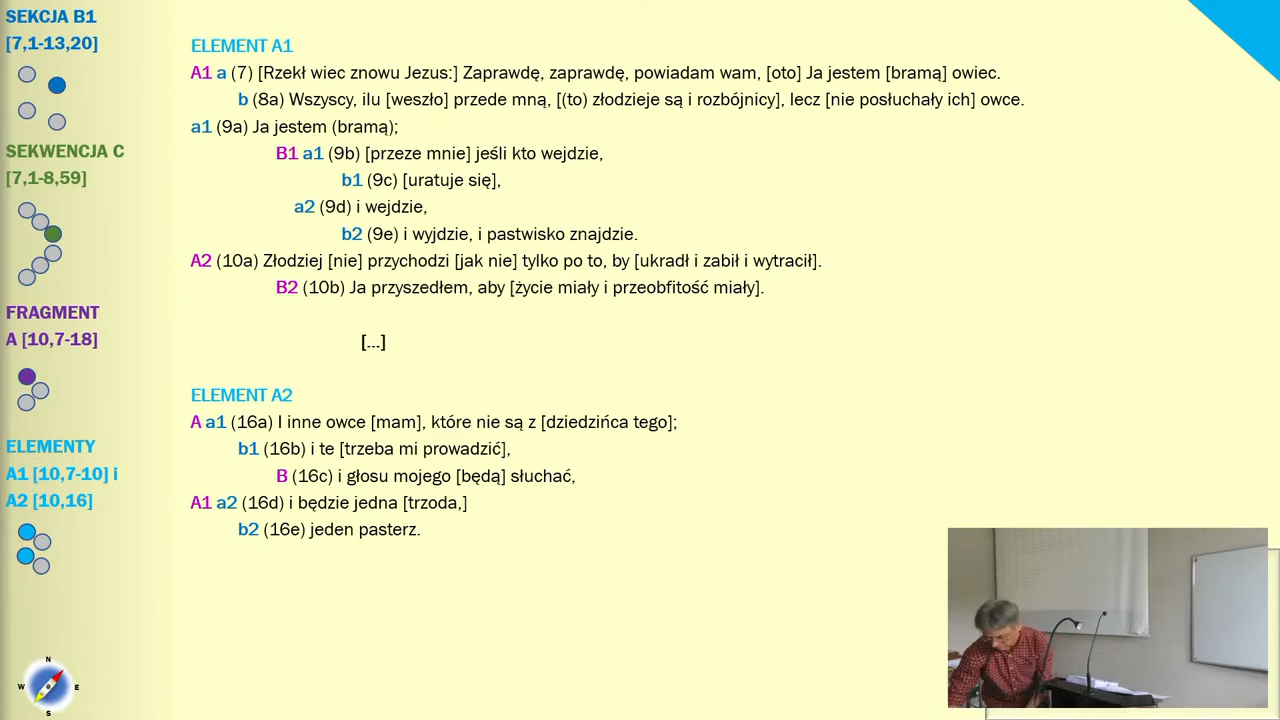 SEKCJA B1
[7,1-13,20]
SEKWENCJA C
[7,1-8,59]
FRAGMENT
A [10,7-18]
ELEMENTY
A1 [10,7-10] i
A2 [10,16]
N
W E
S
ELEMENT A1
A1 a (7) [Rzekł wiec znowu Jezus:] Zaprawdę, zaprawdę, powiadam wam, [oto] Ja jestem [bramą] owiec.
b (8a) Wszyscy, ilu [weszło] przede mną, [(to) złodzieje są i rozbójnicy], lecz [nie posłuchały ich] owce.
a1 (9a) Ja jestem (bramą);
B1 a1 (9b) [przeze mnie] jeśli kto wejdzie,
b1 (9c) [uratuje się],
a2 (9d) i wejdzie,
b2 (9e) i wyjdzie, i pastwisko znajdzie.
A2 (10a) Złodziej [nie] przychodzi [jak nie] tylko po to, by [ukradł i zabił i wytracił].
B2 (10b) Ja przyszedłem, aby [życie miały i przeobfitość miały].
[...]
ELEMENT A2
A a1 (16a) I inne owce [mam], które nie są z [dziedzińca tego];
b1 (16b) i te [trzeba mi prowadzić],
B (16c) i głosu mojego [będą] słuchać,
A1 a2 (16d) i będzie jedna [trzoda,]
b2 (16e) jeden pasterz.